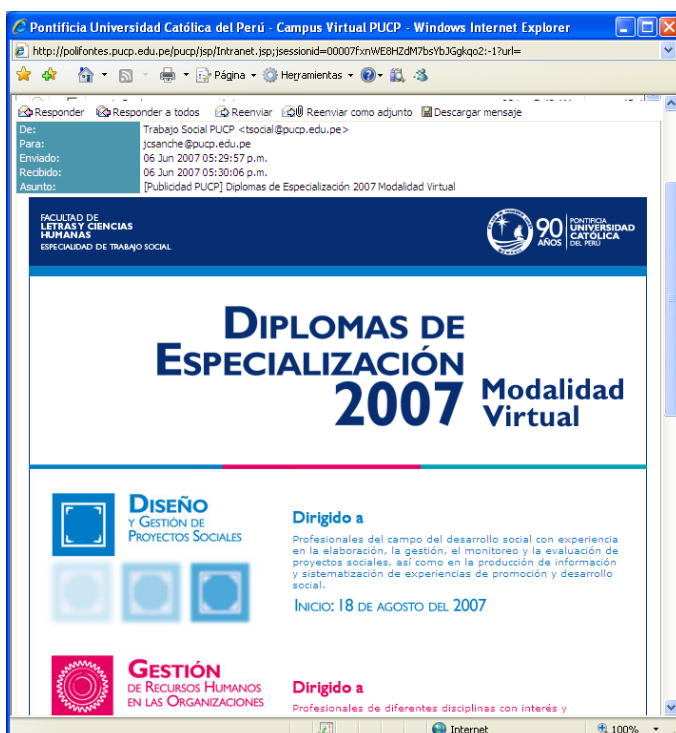 Pontificia Universidad Católica del Perú - Campus Virtual PUCP - Windows Internet Explorer
http://polifontes.pucp.edu.pe/pucp/jsp/Intranet.jsp;jsessionid=00007FxnWE8HZdM7bsYbJGgkqo2:-1?url=
Página Herramientas
Responder Responder a todos Reenviar Reenviar como adjunto Descargar mensaje
De: Trabajo Social PUCP <tsocial@pucp.edu.pe>
Para: jcsanche@pucp.edu.pe
Enviado: 06 Jun 2007 05:29:57 p.m.
Recibido: 06 Jun 2007 05:30:06 p.m.
Asunto: [Publicidad PUCP] Diplomas de Especialización 2007 Modalidad Virtual
FACULTAD DE
LETRAS Y CIENCIAS
HUMANAS
ESPECIALIDAD DE TRABAJO SOCIAL
90 AÑOS
PONTIFICIA
UNIVERSIDAD
CATÓLICA
DEL PERÚ
DIPLOMAS DE
ESPECIALIZACIÓN
2007 Modalidad
Virtual
DISEÑO
Y GESTIÓN DE
PROYECTOS SOCIALES
Dirigido a
Profesionales del campo del desarrollo social con experiencia
en la elaboración, la gestión, el monitoreo y la evaluación de
proyectos sociales, así como en la producción de información
y sistematización de experiencias de promoción y desarrollo
social.
INICIO: 18 DE AGOSTO DEL 2007
GESTIÓN
DE RECURSOS HUMANOS
EN LAS ORGANIZACIONES
Dirigido a
Profesionales de diferentes disciplinas con interés y
Internet 100%